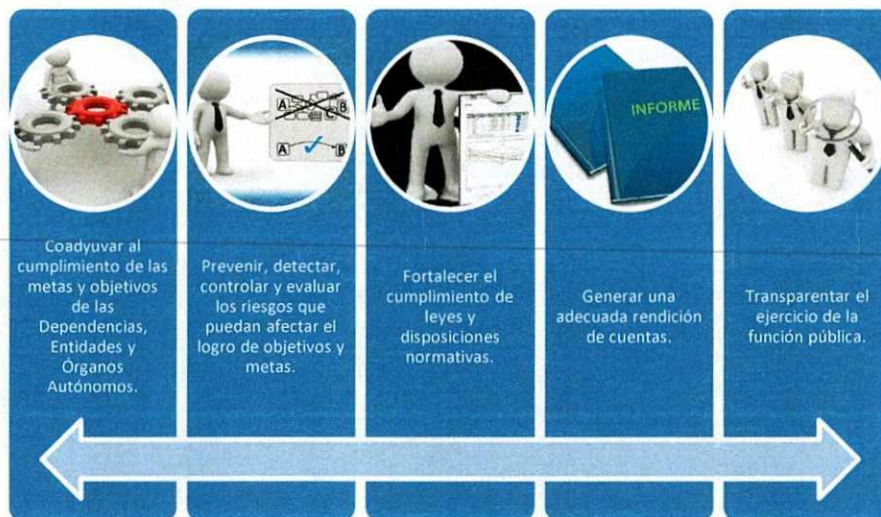 A
B
A
B
INFORME
Coadyuvar al
cumplimiento de las
metas y objetivos
de las
Dependencias,
Entidades y
Órganos
Autónomos.
Prevenir, detectar,
controlar y evaluar
los riesgos que
puedan afectar el
logro de objetivos y
metas.
Fortalecer el
cumplimiento de
leyes y
disposiciones
normativas.
Generar una
adecuada rendición
de cuentas.
Transparentar el
ejercicio de la
función pública.